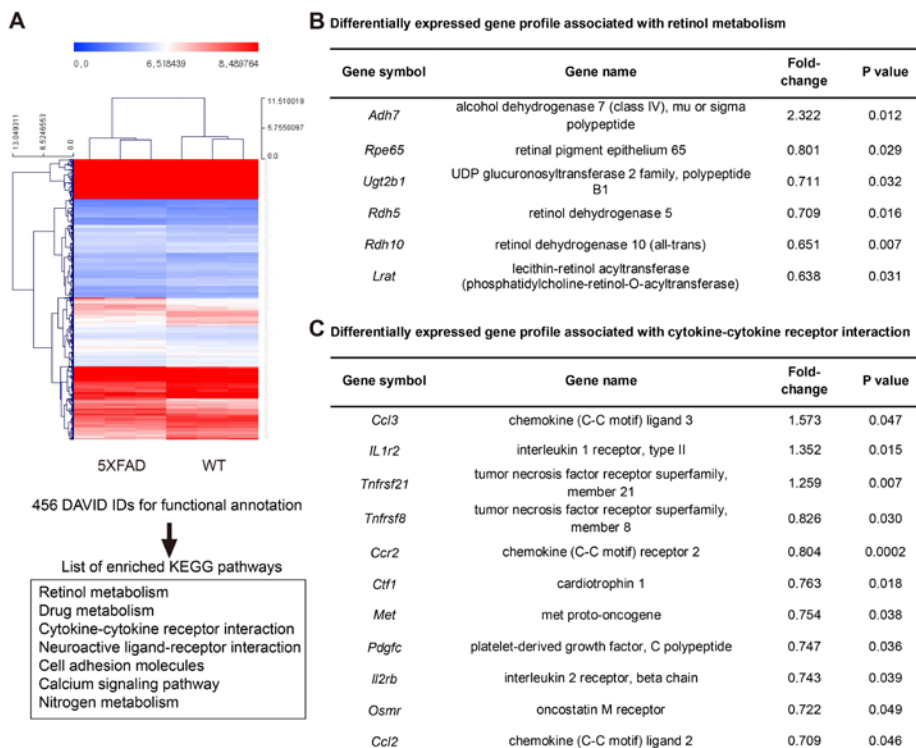 A
0,0
6,518439
8,489764
13.049311
6.5246553
0.0
11.510019
5.7550097
0.0
5XFAD
WT
456 DAVID IDs for functional annotation
List of enriched KEGG pathways
Retinol metabolism
Drug metabolism
Cytokine-cytokine receptor interaction
Neuroactive ligand-receptor interaction
Cell adhesion molecules
Calcium signaling pathway
Nitrogen metabolism
B Differentially expressed gene profile associated with retinol metabolism
Gene symbol Gene name Fold-change P value
Adh7 alcohol dehydrogenase 7 (class IV), mu or sigma polypeptide 2.322 0.012
Rpe65 retinal pigment epithelium 65 0.801 0.029
Ugt2b1 UDP glucuronosyltransferase 2 family, polypeptide B1 0.711 0.032
Rdh5 retinol dehydrogenase 5 0.709 0.016
Rdh10 retinol dehydrogenase 10 (all-trans) 0.651 0.007
Lrat lecithin-retinol acyltransferase (phosphatidylcholine-retinol-O-acyltransferase) 0.638 0.031
C Differentially expressed gene profile associated with cytokine-cytokine receptor interaction
Gene symbol Gene name Fold-change P value
Ccl3 chemokine (C-C motif) ligand 3 1.573 0.047
IL1r2 interleukin 1 receptor, type II 1.352 0.015
Tnfrsf21 tumor necrosis factor receptor superfamily, member 21 1.259 0.007
Tnfrsf8 tumor necrosis factor receptor superfamily, member 8 0.826 0.030
Ccr2 chemokine (C-C motif) receptor 2 0.804 0.0002
Ctf1 cardiotrophin 1 0.763 0.018
Met met proto-oncogene 0.754 0.038
Pdgfc platelet-derived growth factor, C polypeptide 0.747 0.036
Il2rb interleukin 2 receptor, beta chain 0.743 0.039
Osmr oncostatin M receptor 0.722 0.049
Ccl2 chemokine (C-C motif) ligand 2 0.709 0.046